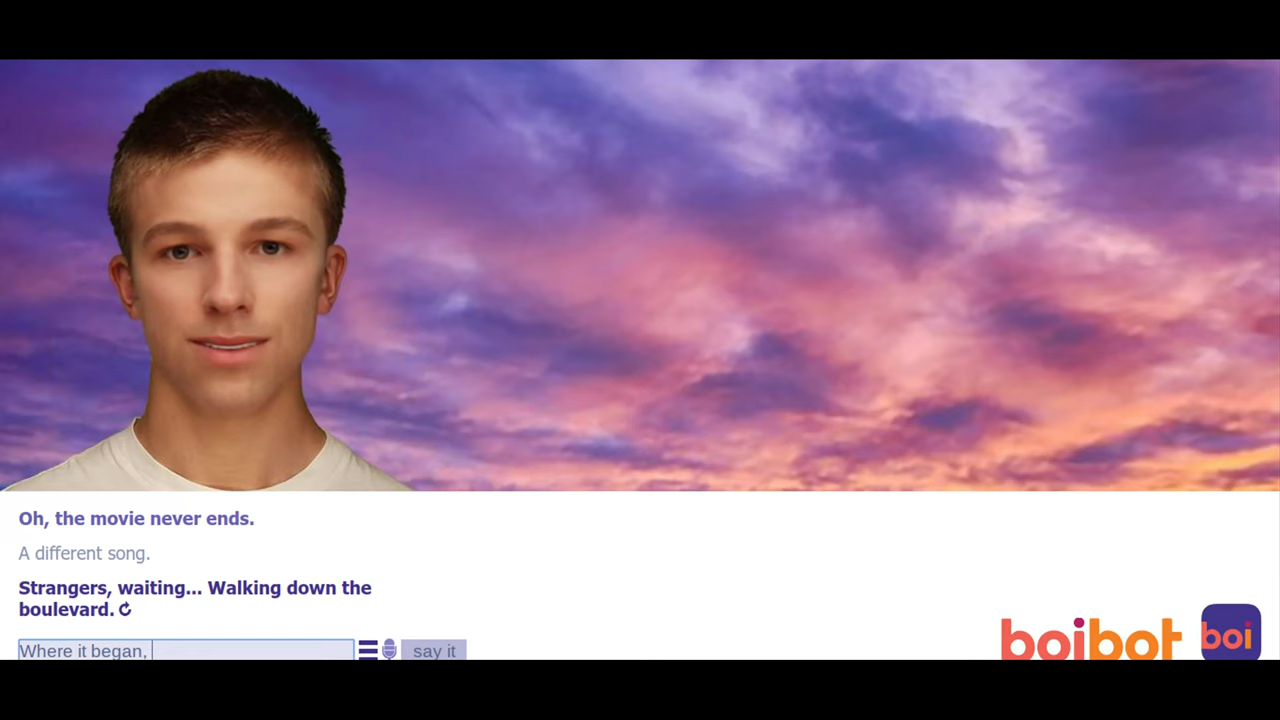 Oh, the movie never ends.
A different song.
Strangers, waiting... Walking down the
boulevard.
Where it began,
say it
boibot
boi